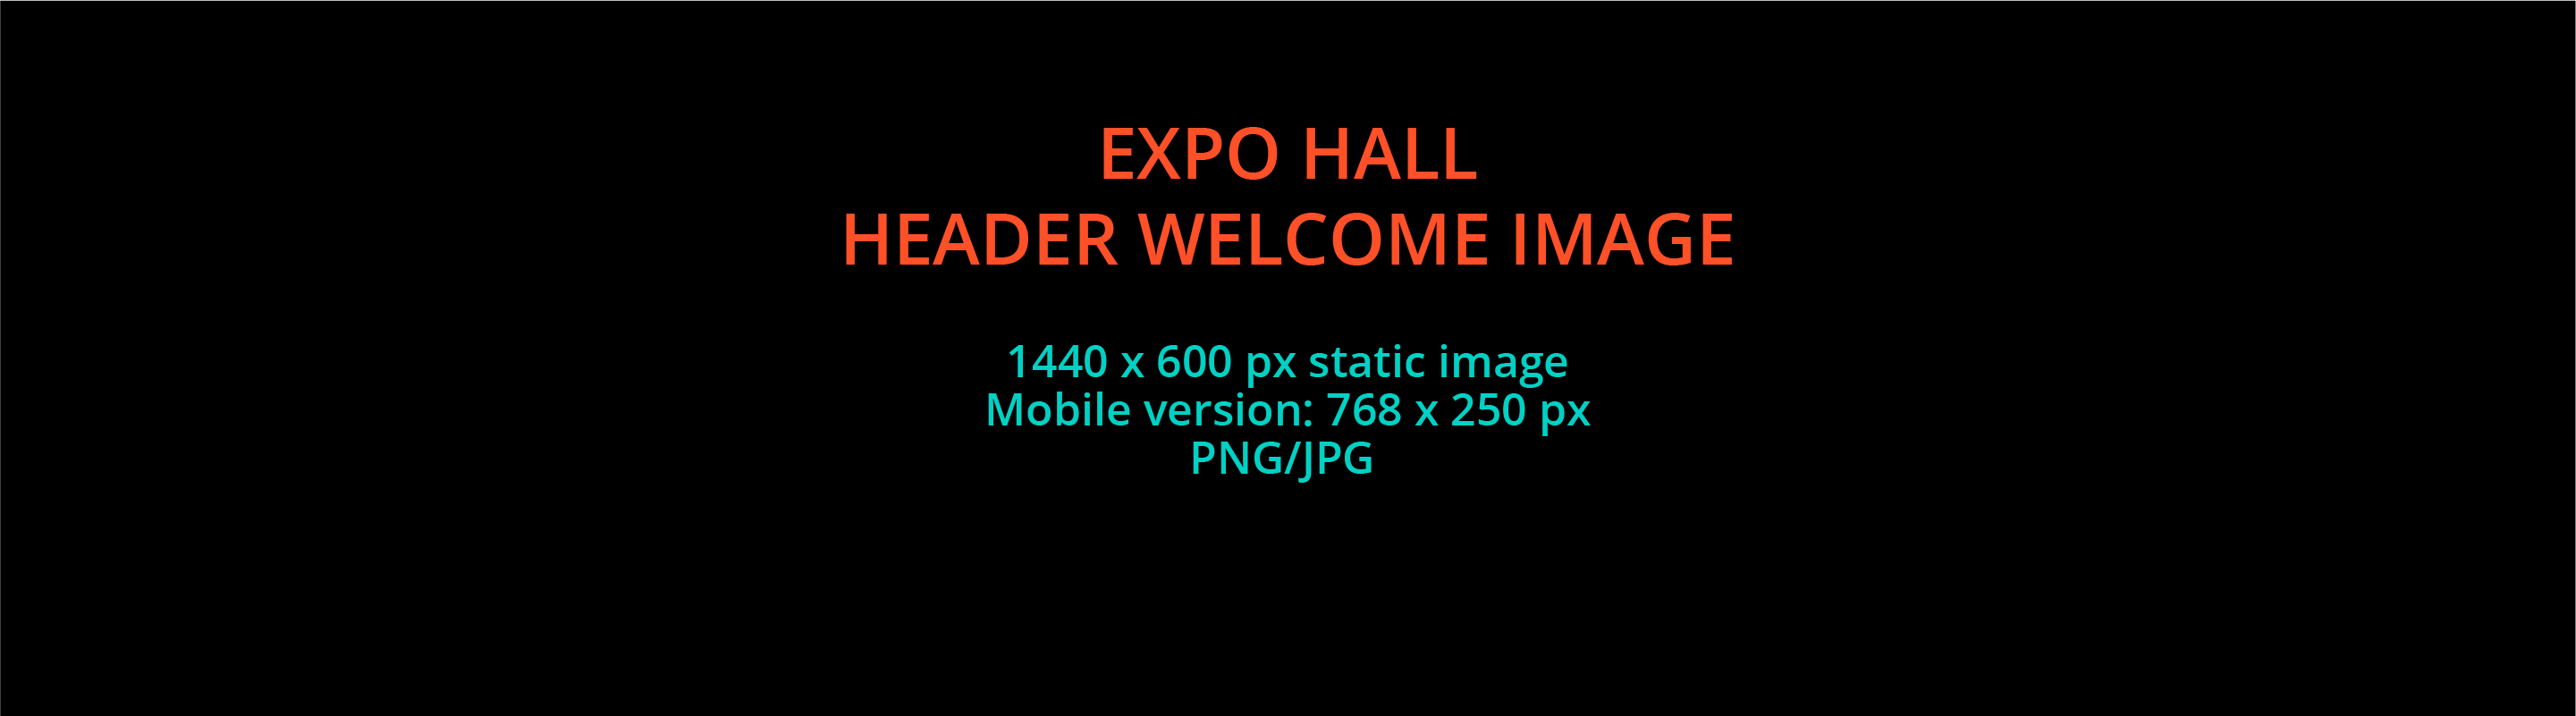 EXPO HALL
HEADER WELCOME IMAGE
1440 x 600 px static image
Mobile version: 768 x 250 px
PNG/JPG